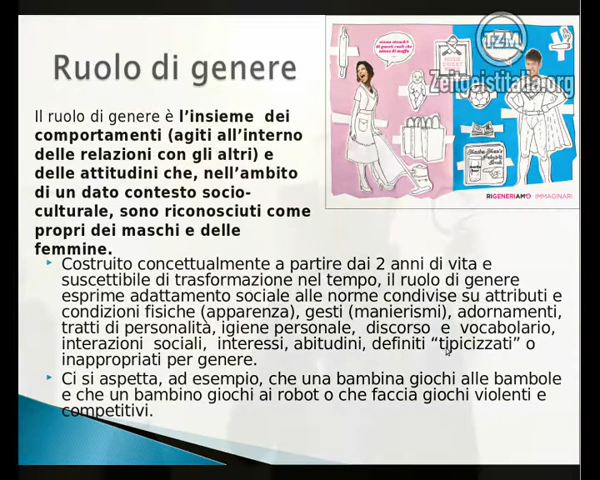 Ruolo di genere
TZM
Zeitgeistitalia.org
Il ruolo di genere è l'insieme dei
comportamenti (agiti all'interno
delle relazioni con gli altri) e
delle attitudini che, nell'ambito
di un dato contesto socio-
culturale, sono riconosciuti come
propri dei maschi e delle
femmine.
RIGENERIAMO IMMAGINARI
Costruito concettualmente a partire dai 2 anni di vita e
suscettibile di trasformazione nel tempo, il ruolo di genere
esprime adattamento sociale alle norme condivise su attributi e
condizioni fisiche (apparenza), gesti (manierismi), adornamenti,
tratti di personalità, igiene personale, discorso e vocabolario,
interazioni sociali, interessi, abitudini, definiti “tipicizzati” o
inappropriati per genere.
Ci si aspetta, ad esempio, che una bambina giochi alle bambole
e che un bambino giochi ai robot o che faccia giochi violenti e
competitivi.